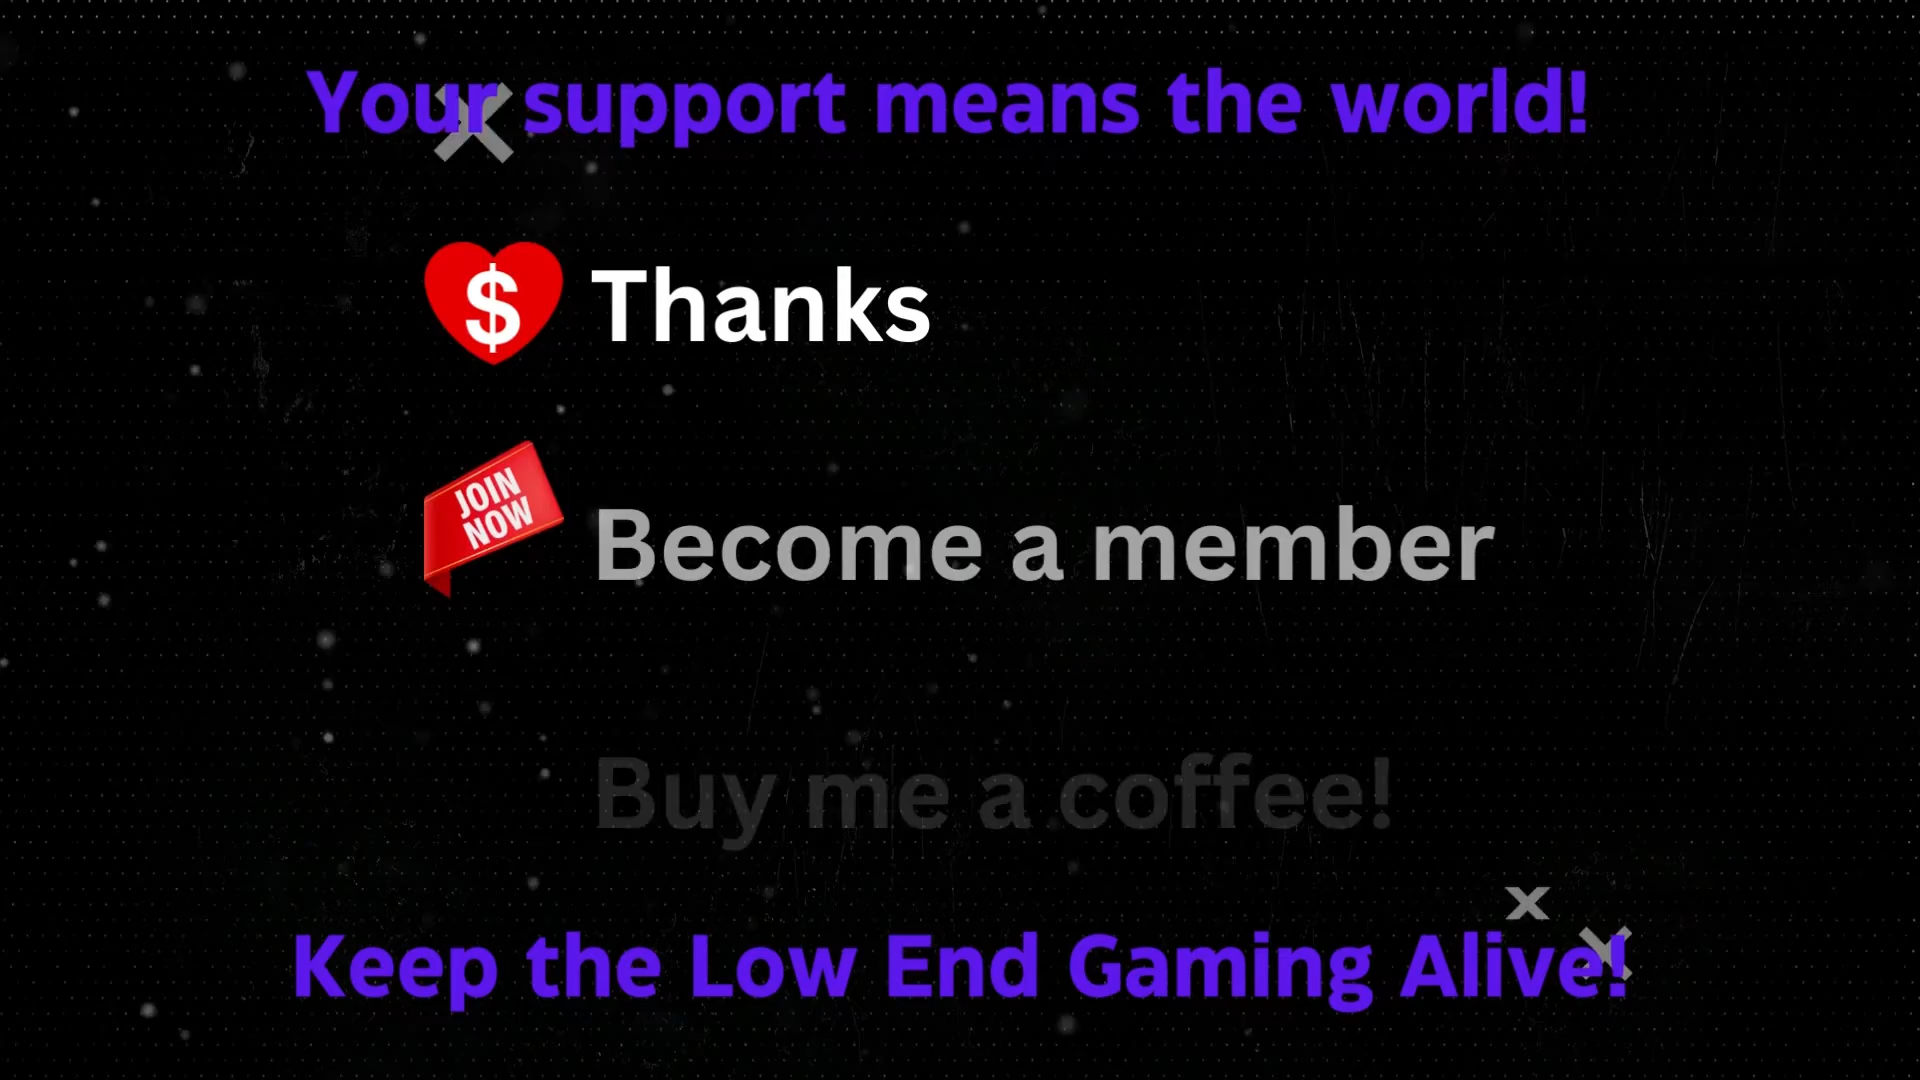 Your support means the world!
$ Thanks
JOIN
NOW
Become a member
Buy me a coffee!
Keep the Low End Gaming Alive!